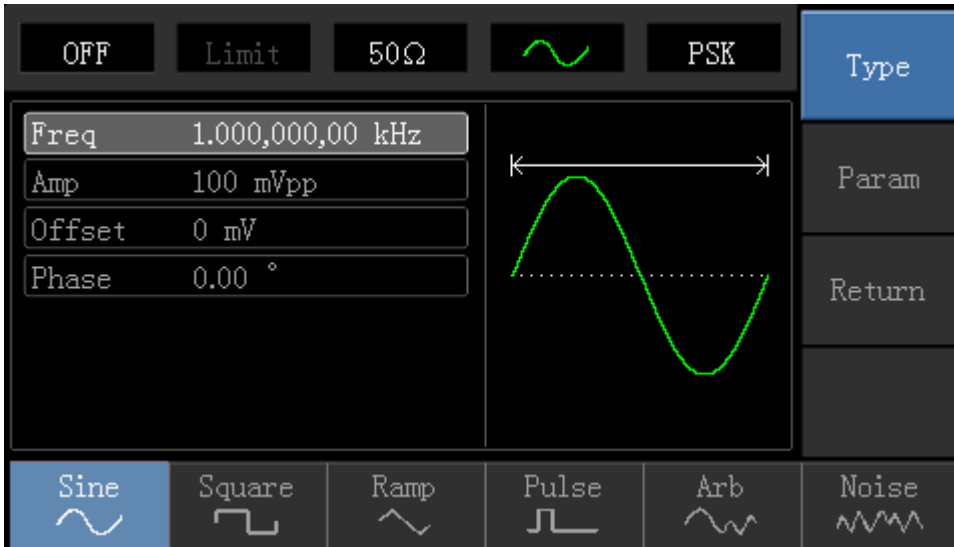 OFF Limit 50Ω PSK
Type
Freq 1.000,000,00 kHz
Amp 100 mVpp
Offset 0 mV
Phase 0.00 °
Param
Return
Sine Square Ramp Pulse Arb Noise